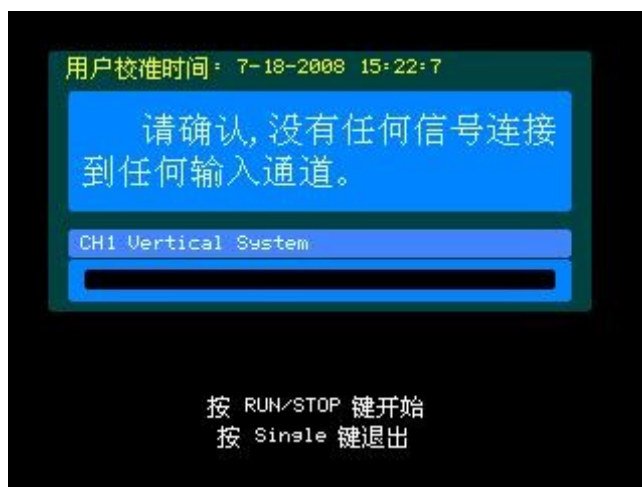 用户校准时间: 7-18-2008 15:22:7
请确认,没有任何信号连接
到任何输入通道。
CH1 Vertical System
按 RUN/STOP 键开始
按 Single 键退出